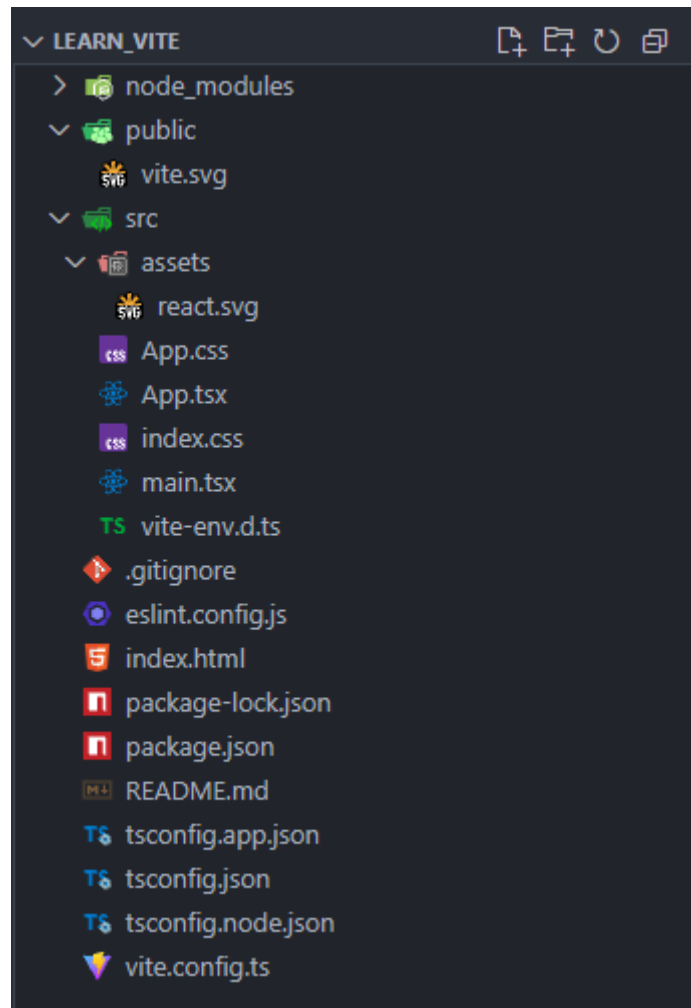 LEARN_VITE
node_modules
public
vite.svg
src
assets
react.svg
App.css
App.tsx
index.css
main.tsx
TS vite-env.d.ts
.gitignore
eslint.config.js
index.html
package-lock.json
package.json
README.md
tsconfig.app.json
tsconfig.json
tsconfig.node.json
vite.config.ts